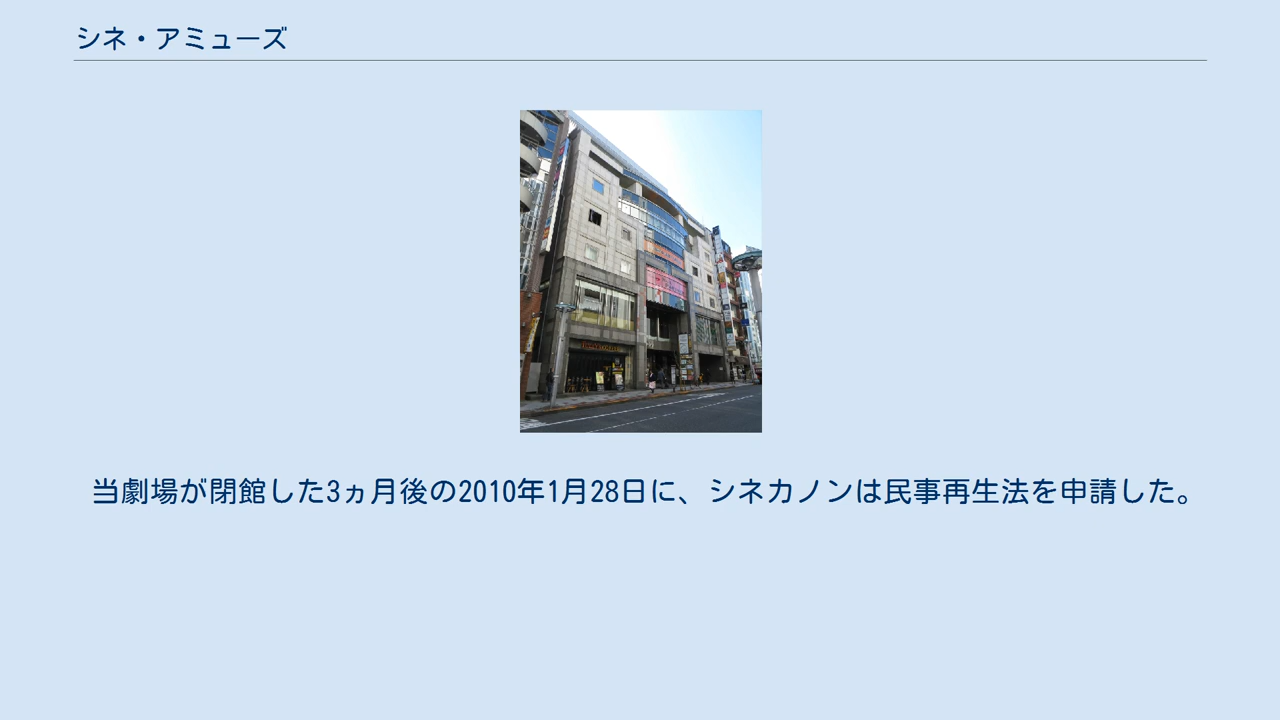 シネ・アミューズ
当劇場が閉館した3ヵ月後の2010年1月28日に、シネカノンは民事再生法を申請した。